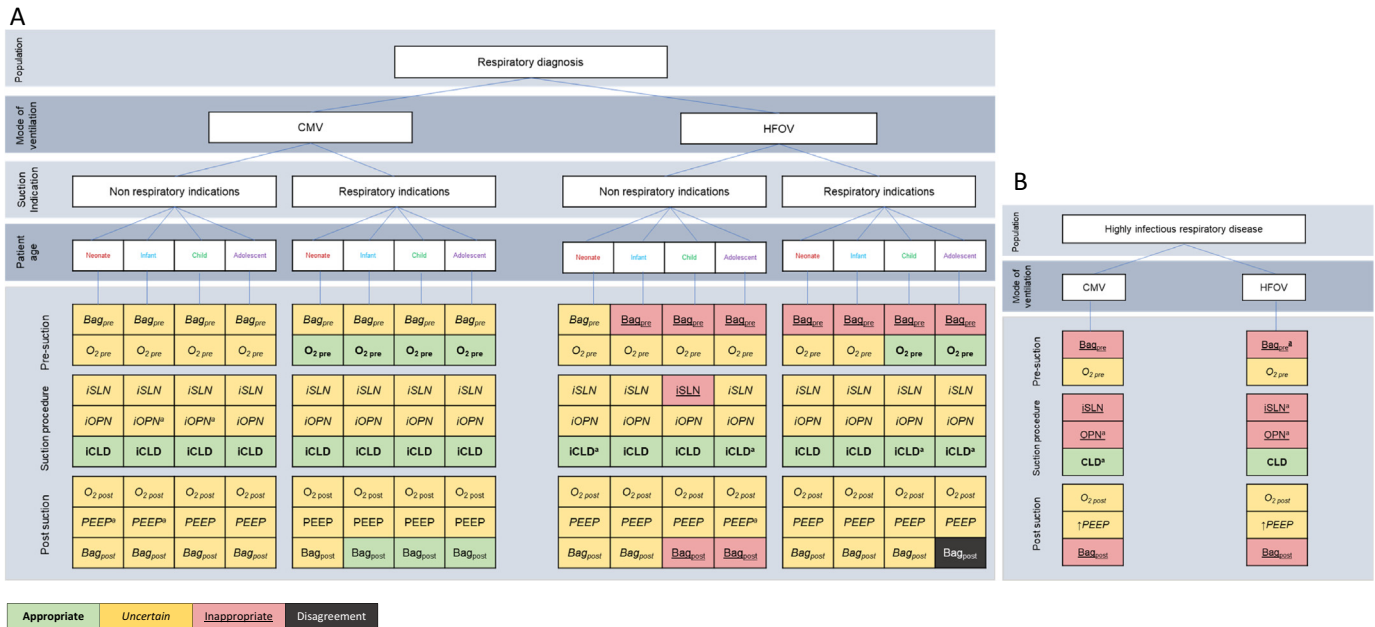 A
Population
Respiratory diagnosis
Mode of
ventilation
CMV
HFOV
Suction
Indication
Non respiratory indications
Respiratory indications
Non respiratory indications
Respiratory indications
Patient
age
Neonate Infant Child Adolescent
Neonate Infant Child Adolescent
Neonate Infant Child Adolescent
Neonate Infant Child Adolescent
Pre-suction
Bagpre Bagpre Bagpre Bagpre Bagpre Bagpre Bagpre Bagpre Bagpre Bagpre Bagpre Bagpre Bagpre Bagpre Bagpre Bagpre
O2 pre O2 pre O2 pre O2 pre O2 pre O2 pre O2 pre O2 pre O2 pre O2 pre O2 pre O2 pre O2 pre O2 pre O2 pre O2 pre
Suction procedure
iSLN iSLN iSLN iSLN iSLN iSLN iSLN iSLN iSLN iSLN iSLN iSLN iSLN iSLN iSLN iSLN
iOPN iOPNª iOPNª iOPN iOPN iOPN iOPN iOPN iOPN iOPN iOPN iOPN iOPN iOPN iOPN iOPN
iCLD iCLD iCLD iCLD iCLD iCLD iCLD iCLD iCLDª iCLD iCLD iCLDª iCLD iCLD iCLDª iCLDª
Post suction
O2 post O2 post O2 post O2 post O2 post O2 post O2 post O2 post O2 post O2 post O2 post O2 post O2 post O2 post O2 post O2 post
PEEPª PEEPª PEEP PEEP PEEP PEEP PEEP PEEP PEEP PEEP PEEP PEEPª PEEP PEEP PEEP PEEP
Bagpost Bagpost Bagpost Bagpost Bagpost Bagpost Bagpost Bagpost Bagpost Bagpost Bagpost Bagpost Bagpost Bagpost Bagpost Bagpost
Appropriate Uncertain Inappropriate Disagreement
B
Population
Highly infectious respiratory disease
Mode of
ventilation
CMV
HFOV
Pre-suction
Bagpre Bagpreª
O2 pre O2 pre
Suction procedure
iSLN iSLNª
OPNª OPNª
CLDª CLD
Post suction
O2 post O2 post
↑PEEP ↑PEEP
Bagpost Bagpost